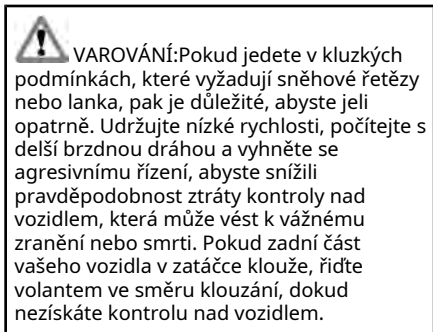 VAROVÁNÍ:Pokud jedete v kluzkých
podmínkách, které vyžadují sněhové řetězy
nebo lanka, pak je důležité, abyste jeli
opatrně. Udržujte nízké rychlosti, počítejte s
delší brzdnou dráhou a vyhněte se
agresivnímu řízení, abyste snížili
pravděpodobnost ztráty kontroly nad
vozidlem, která může vést k vážnému
zranění nebo smrti. Pokud zadní část
vašeho vozidla v zatáčce klouže, řiďte
volantem ve směru klouzání, dokud
nezískáte kontrolu nad vozidlem.